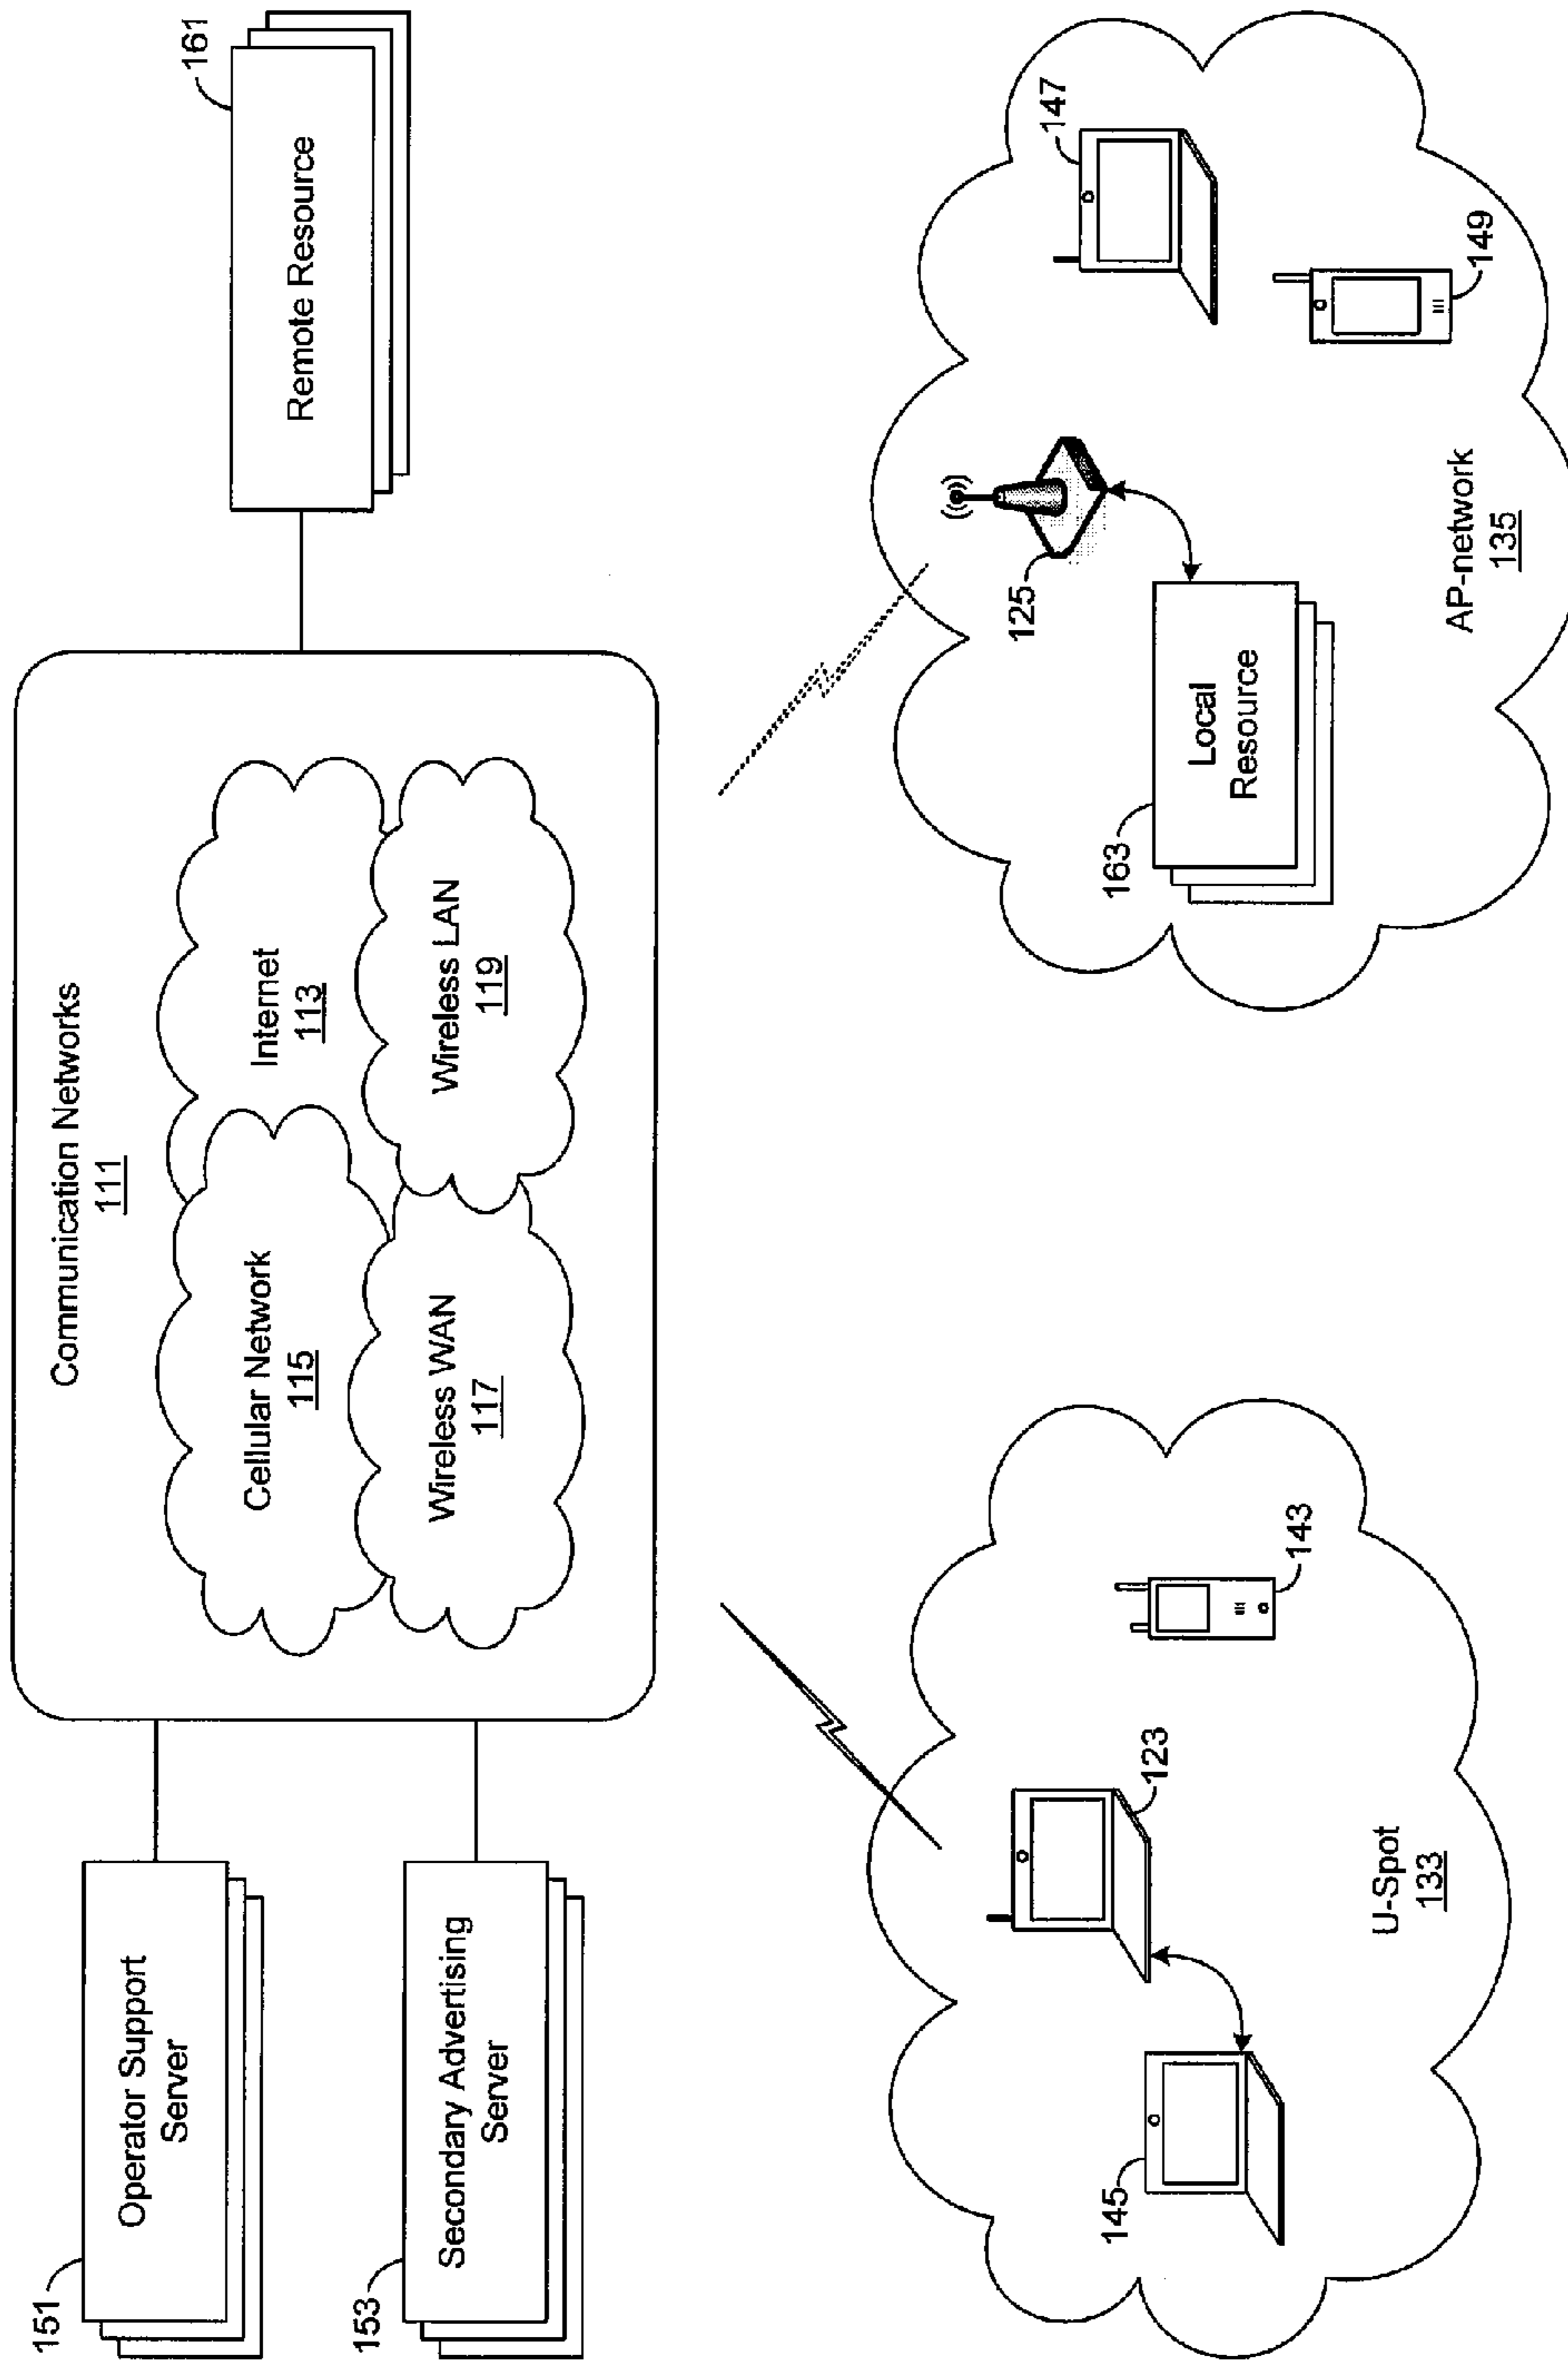 151
Operator Support
Server
153
Secondary Advertising
Server
Communication Networks
111
Cellular Network
115
Internet
113
Wireless WAN
117
Wireless LAN
119
161
Remote Resource
145
123
143
U-Spot
133
163
Local
Resource
125
147
149
AP-network
135